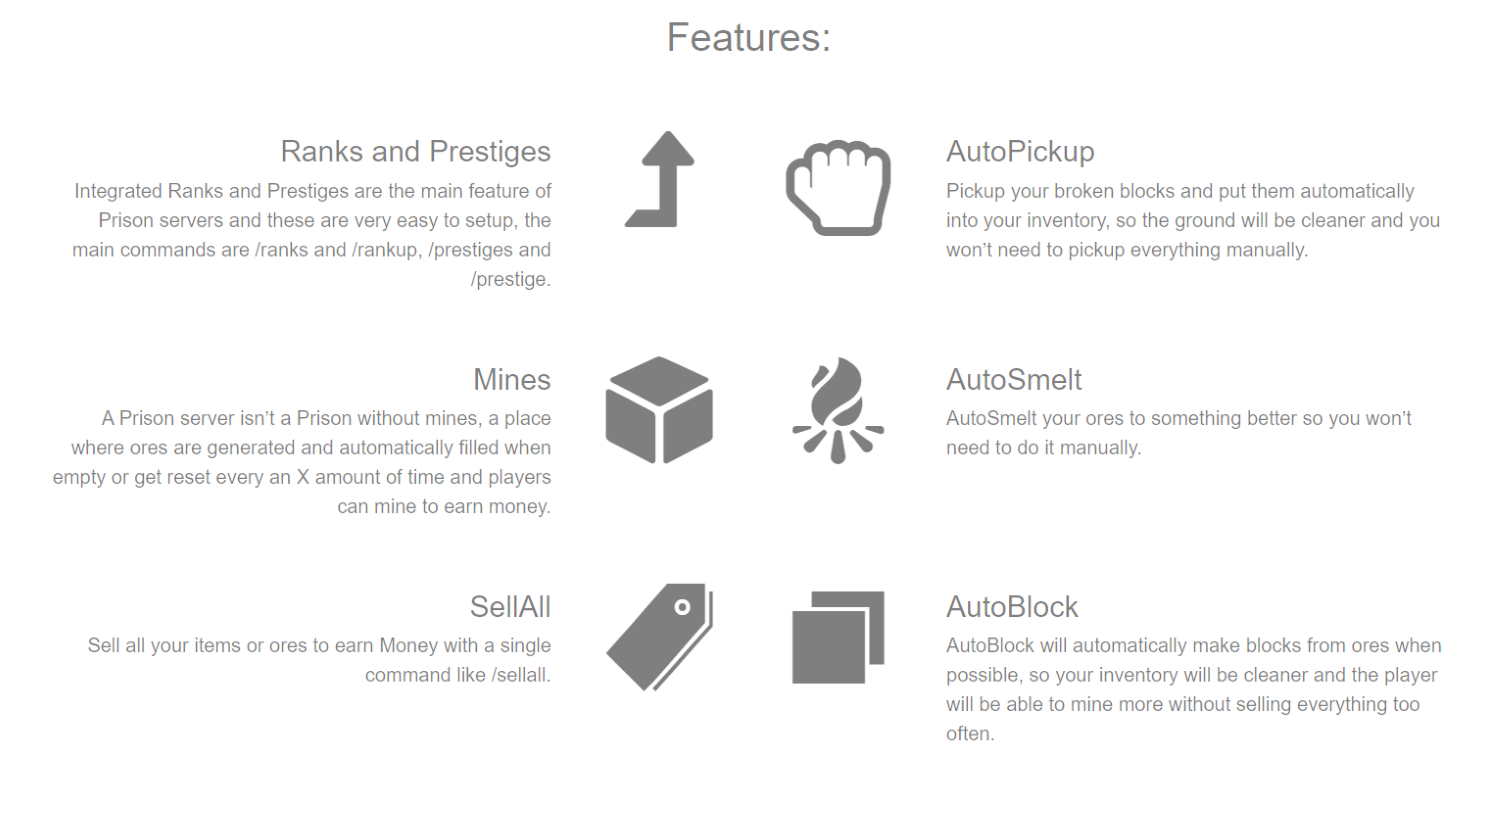 Features:
Ranks and Prestiges
Integrated Ranks and Prestiges are the main feature of
Prison servers and these are very easy to setup, the
main commands are /ranks and /rankup, /prestiges and
/prestige.
AutoPickup
Pickup your broken blocks and put them automatically
into your inventory, so the ground will be cleaner and you
won’t need to pickup everything manually.
Mines
A Prison server isn’t a Prison without mines, a place
where ores are generated and automatically filled when
empty or get reset every an X amount of time and players
can mine to earn money.
AutoSmelt
AutoSmelt your ores to something better so you won’t
need to do it manually.
SellAll
Sell all your items or ores to earn Money with a single
command like /sellall.
AutoBlock
AutoBlock will automatically make blocks from ores when
possible, so your inventory will be cleaner and the player
will be able to mine more without selling everything too
often.